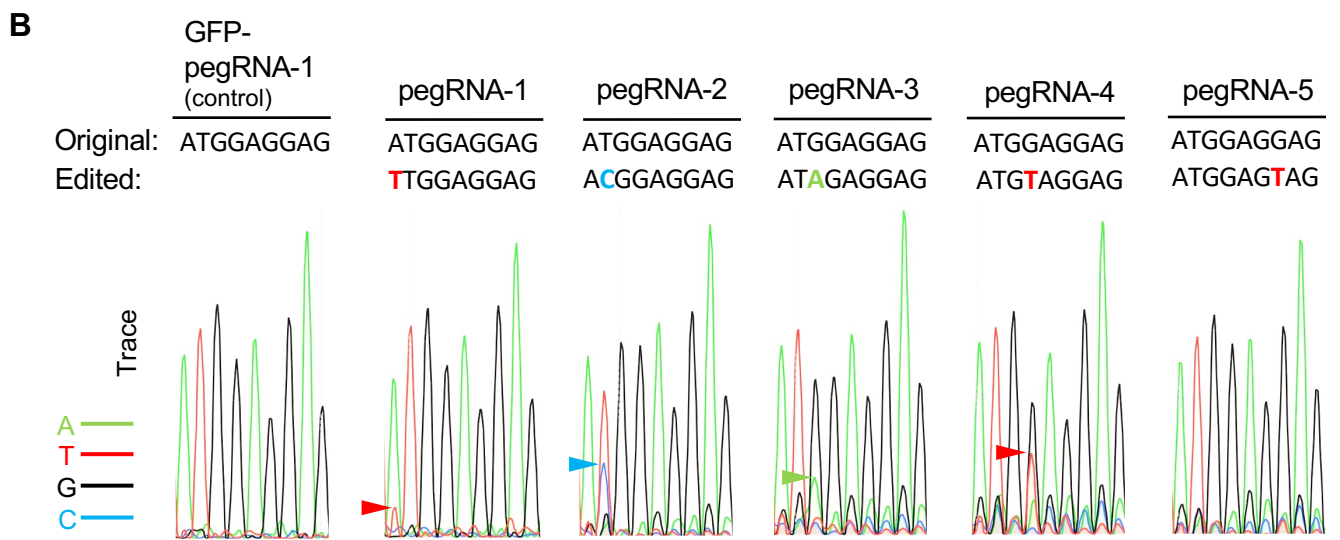 B
GFP-
pegRNA-1
(control)
pegRNA-1
pegRNA-2
pegRNA-3
pegRNA-4
pegRNA-5
Original: ATGGAGGAG ATGGAGGAG ATGGAGGAG ATGGAGGAG ATGGAGGAG ATGGAGGAG
Edited: TTGGAGGAG ACGGAGGAG ATAGAGGAG ATGTAGGAG ATGGAGTAG
Trace
A
T
G
C